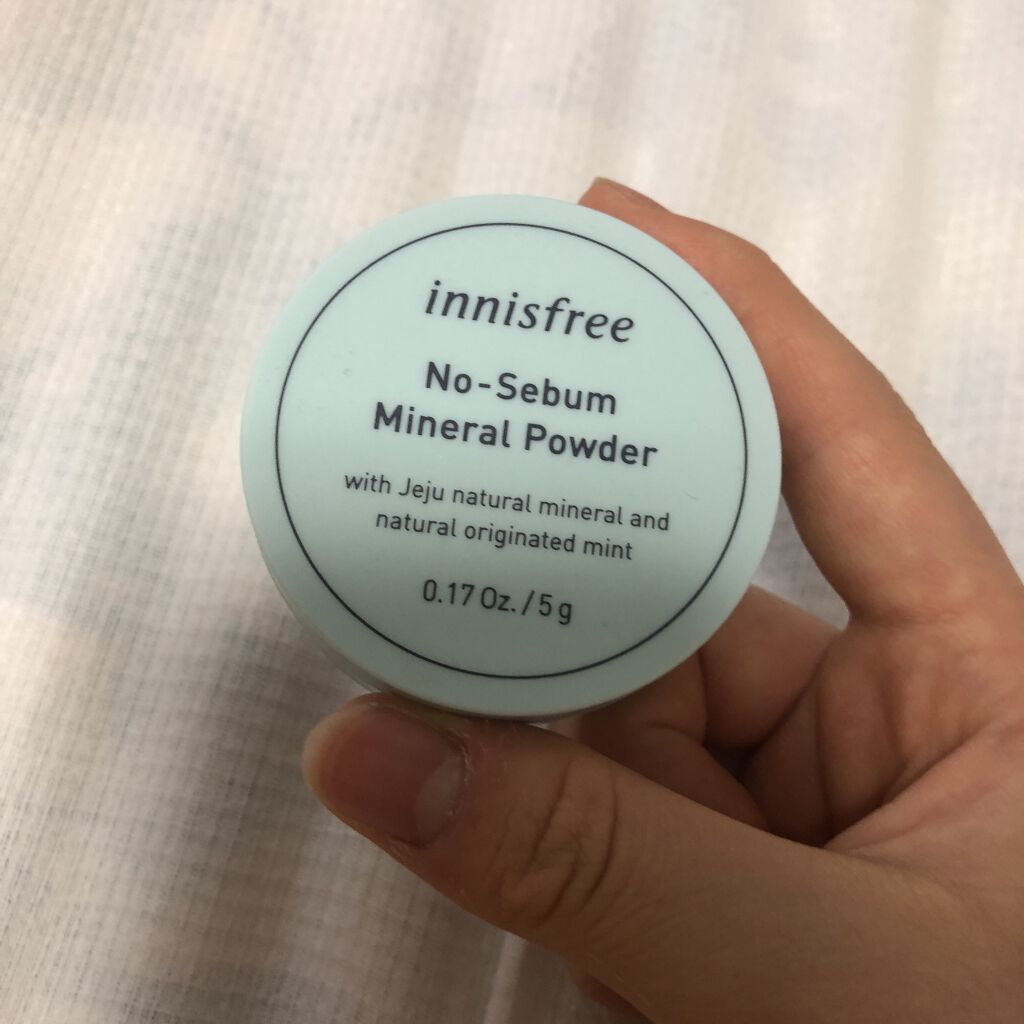 innisfree
No-Sebum
Mineral Powder
with Jeju natural mineral and
natural originated mint
0.17 Oz. / 5 g